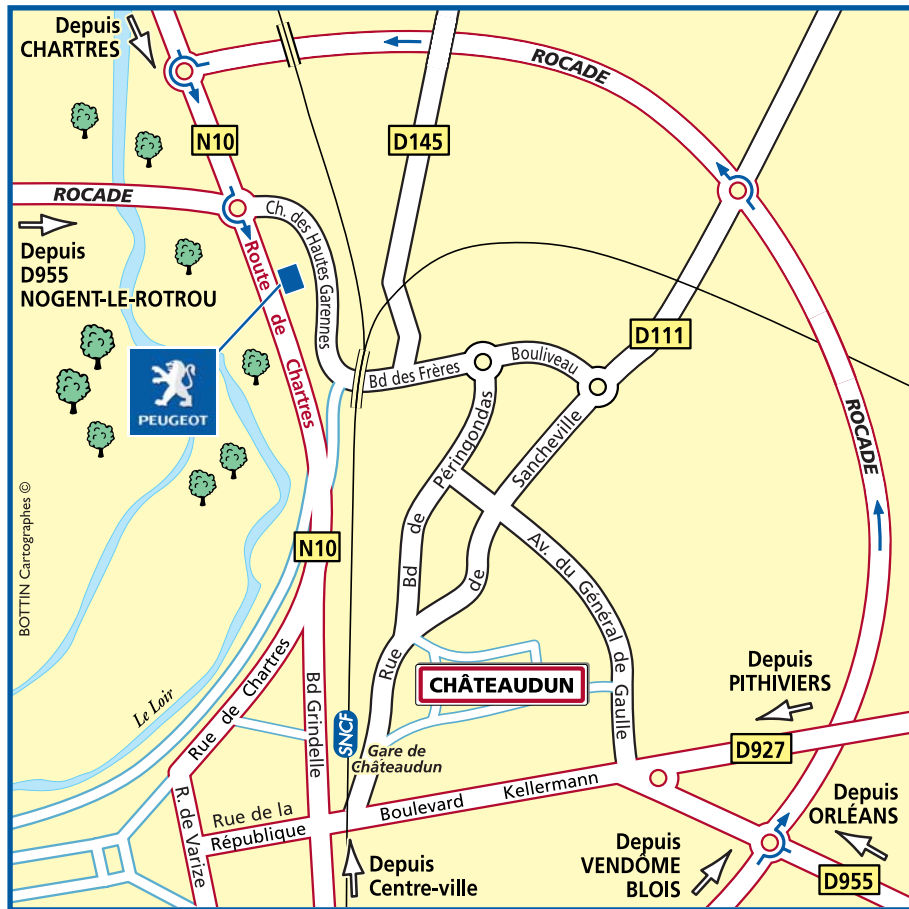 Depuis
CHARTRES
ROCADE
N10
D145
ROCADE
Ch. des Hautes Garennes
Depuis
D955
NOGENT-LE-ROTROU
Route de Chartres
D111
Bd des Frères Bouliveau
PEUGEOT
ROCADE
Bd de Péringondas
Rue de Sancheville
BOTTIN Cartographes ©
N10
Av. du Général de Gaulle
CHÂTEAUDUN
Depuis
PITHIVIERS
Le Loir
Rue de Chartres
Bd Grindelle
SNCF
Gare de
Châteaudun
D927
R. de Varize
Rue de la
République
Boulevard Kellermann
Depuis
ORLÉANS
Depuis
VENDÔME
BLOIS
Depuis
Centre-ville
D955